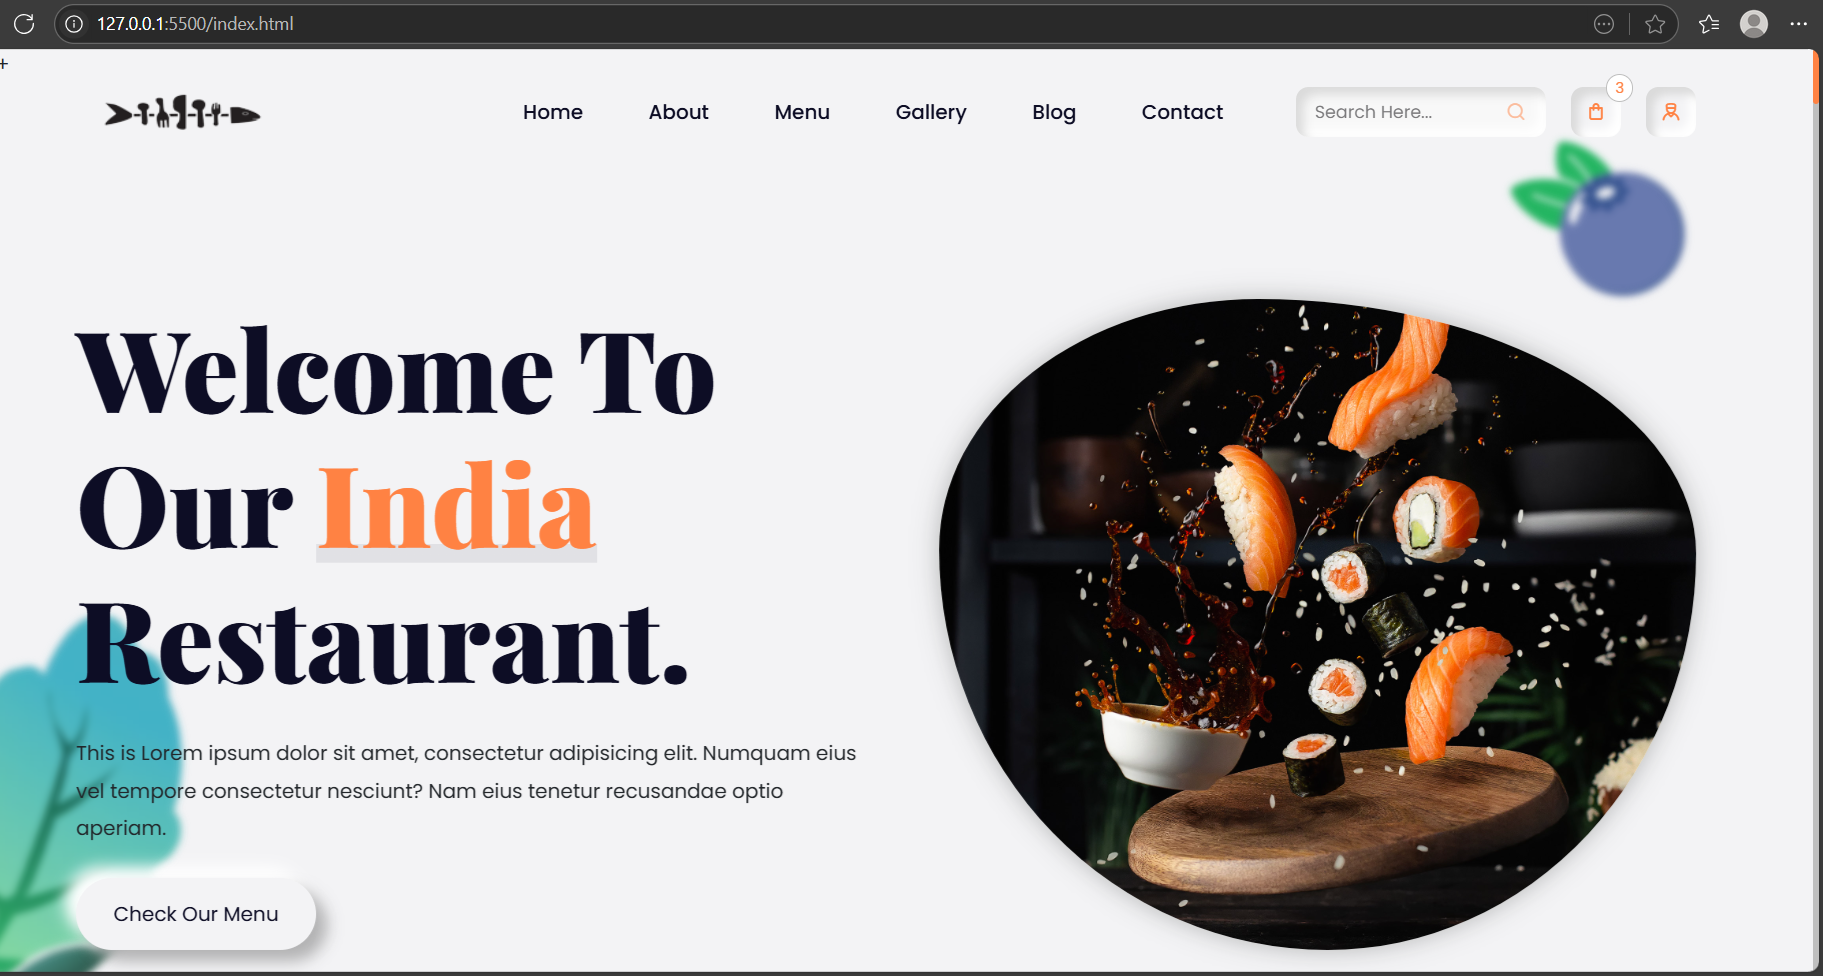 127.0.0.1:5500/index.html
+
Home About Menu Gallery Blog Contact Search Here... 3
Welcome To
Our India
Restaurant.
This is Lorem ipsum dolor sit amet, consectetur adipisicing elit. Numquam eius
vel tempore consectetur nesciunt? Nam eius tenetur recusandae optio
aperiam.
Check Our Menu